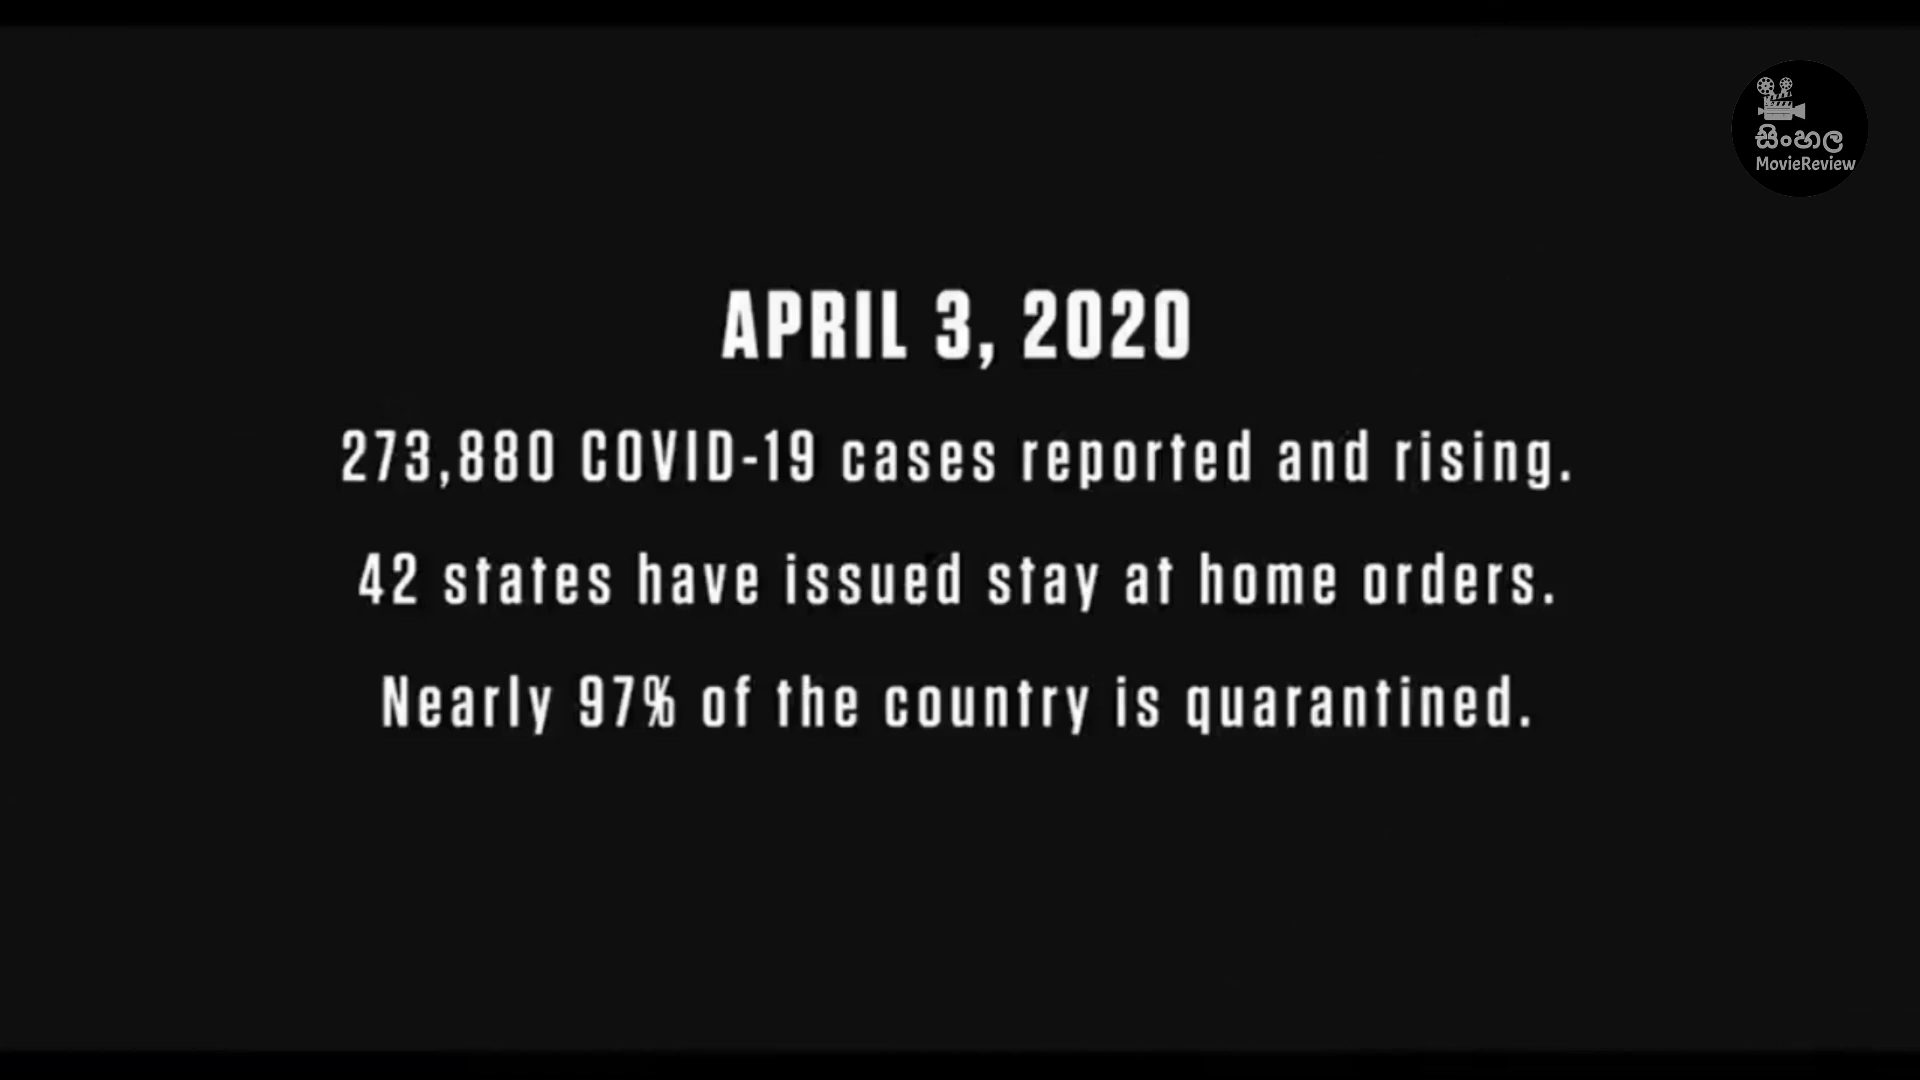 සිංහල
MovieReview
APRIL 3, 2020
273,880 COVID-19 cases reported and rising.
42 states have issued stay at home orders.
Nearly 97% of the country is quarantined.